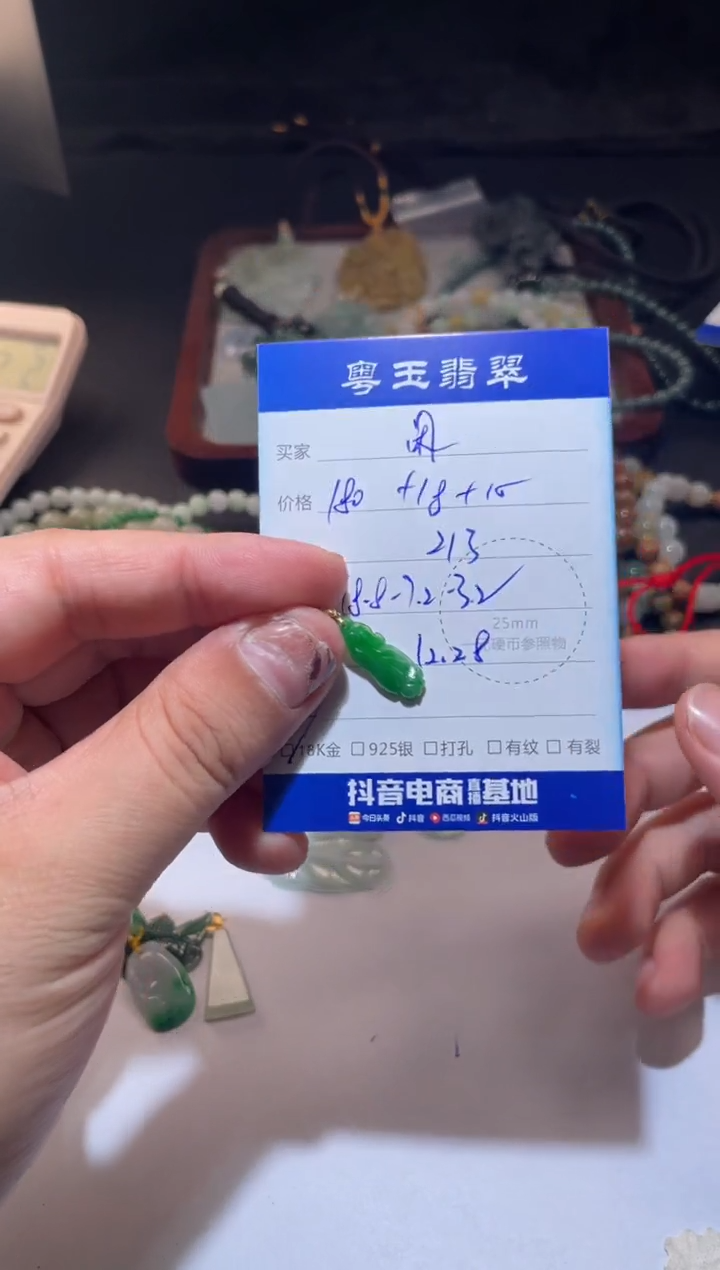 粤玉翡翠
买家 闲
价格 180 +18 +15
213
18.8-7.2-3.2✓
25mm
硬币参照物
12.28
18K金 □ 925银 □ 打孔 □ 有纹 □ 有裂
抖音电商直播基地
今日头条 抖音 西瓜视频 抖音火山版